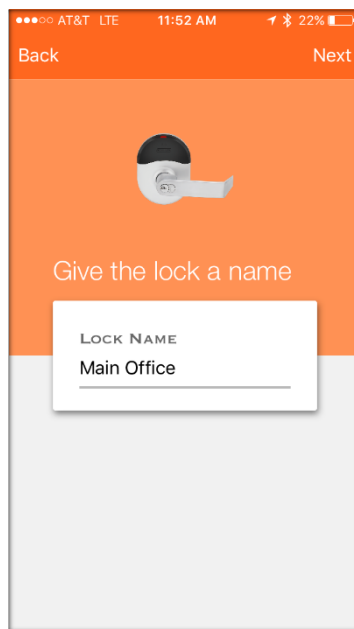 AT&T LTE 11:52 AM 22%
Back Next
Give the lock a name
LOCK NAME
Main Office